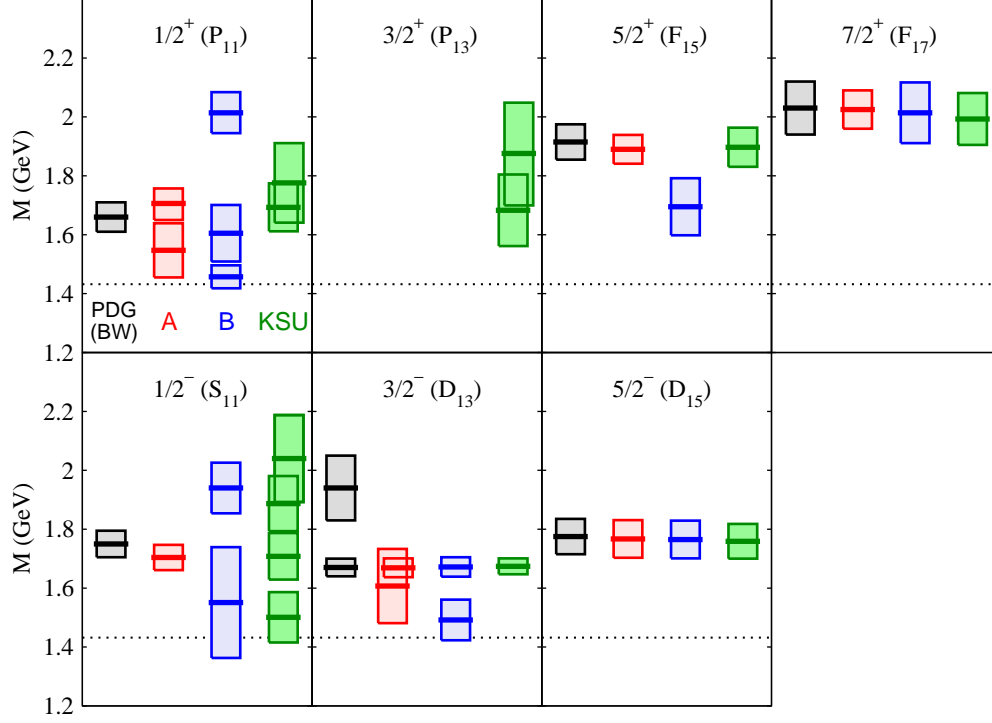 1/2⁺ (P₁₁)
3/2⁺ (P₁₃)
5/2⁺ (F₁₅)
7/2⁺ (F₁₇)
M (GeV)
2.2
2
1.8
1.6
1.4
1.2
PDG
(BW)
A
B
KSU
1/2⁻ (S₁₁)
3/2⁻ (D₁₃)
5/2⁻ (D₁₅)
M (GeV)
2.2
2
1.8
1.6
1.4
1.2